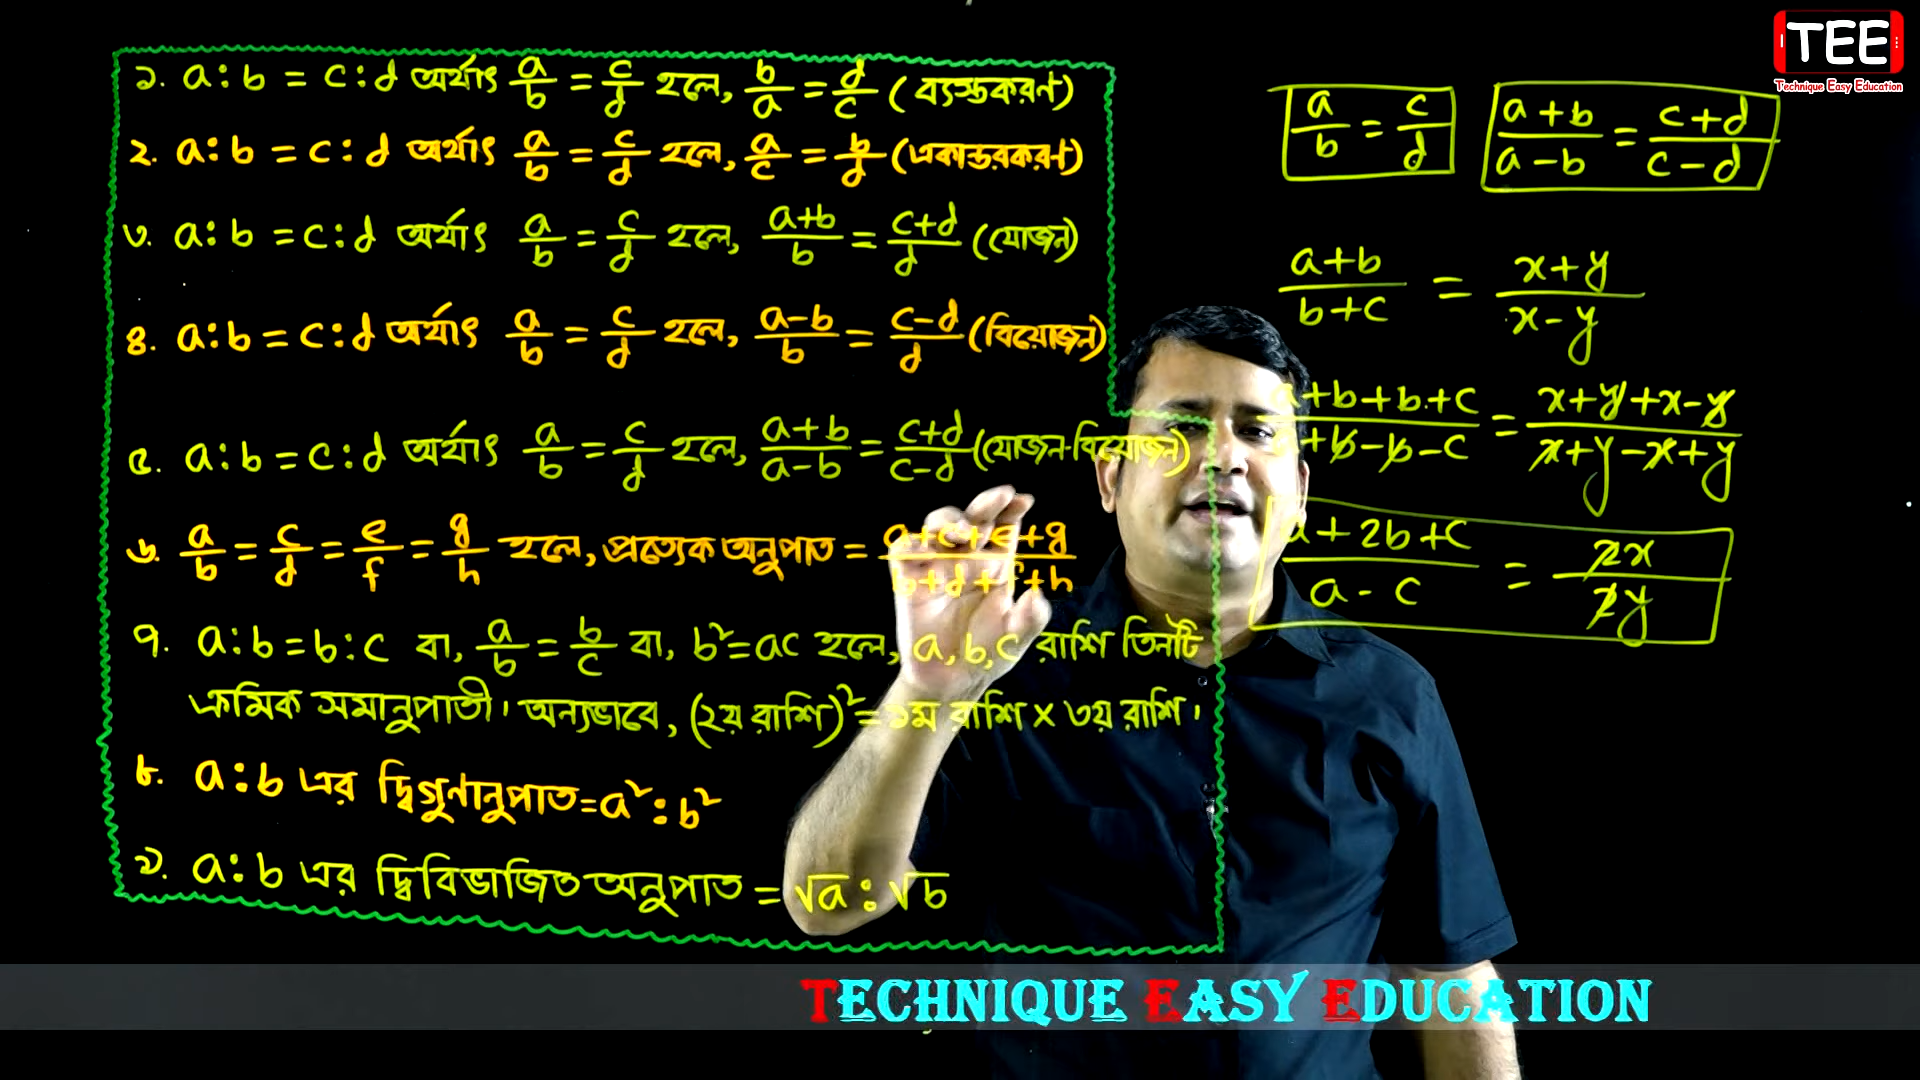 ১. a:b = c:d অর্থাৎ a/b = c/d হলে, b/a = d/c (ব্যস্তকরণ)
২. a:b = c:d অর্থাৎ a/b = c/d হলে, a/c = b/d (একান্তরকরণ)
৩. a:b = c:d অর্থাৎ a/b = c/d হলে, a+b/b = c+d/d (যোজন)
৪. a:b = c:d অর্থাৎ a/b = c/d হলে, a-b/b = c-d/d (বিয়োজন)
৫. a:b = c:d অর্থাৎ a/b = c/d হলে, a+b/a-b = c+d/c-d (যোজন-বিয়োজন)
৬. a/b = c/d = e/f = g/h হলে, প্রত্যেক অনুপাত = a+c+e+g/b+d+f+h
৭. a:b = b:c বা, a/b = b/c বা, b²=ac হলে, a, b, c রাশি তিনটি
ক্রমিক সমানুপাতী। অন্যভাবে, (২য় রাশি)² = ১ম রাশি × ৩য় রাশি।
৮. a:b এর দ্বিগুণানুপাত = a² : b²
৯. a:b এর দ্বিবিভাজিত অনুপাত = √a : √b
a/b = c/d
a+b/a-b = c+d/c-d
a+b/b+c = x+y/x-y
a+b+b+c/+b-b-c = x+y+x-y/x+y-x+y
a+2b+c/a-c = 2x/2y
TEE
Technique Easy Education
TECHNIQUE EASY EDUCATION